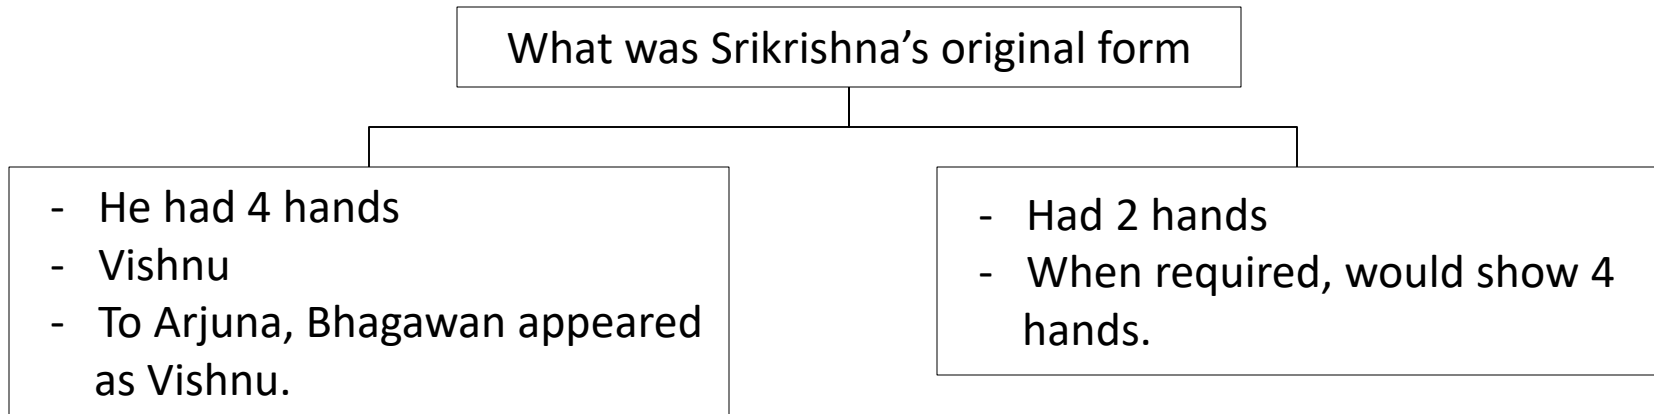 What was Srikrishna’s original form
- He had 4 hands
- Vishnu
- To Arjuna, Bhagawan appeared
as Vishnu.
- Had 2 hands
- When required, would show 4
hands.